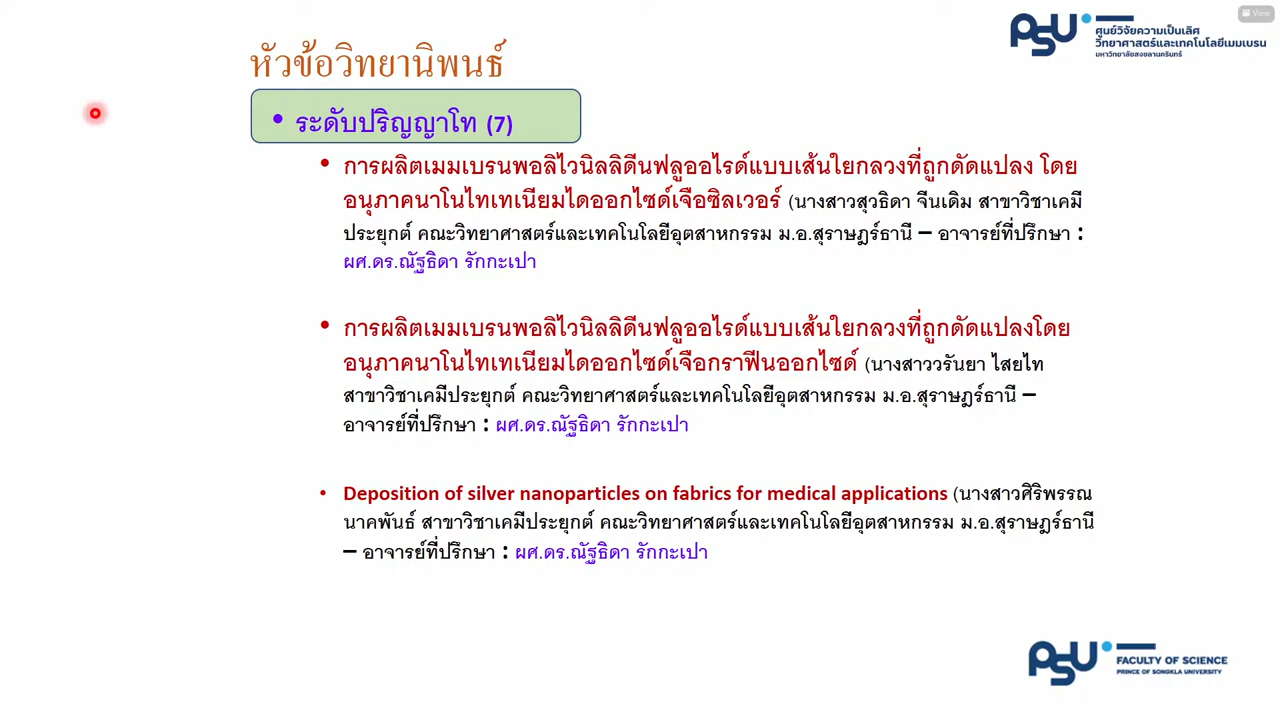 View
PSU
ศูนย์วิจัยความเป็นเลิศ
วิทยาศาสตร์และเทคโนโลยีเมมเบรน
มหาวิทยาลัยสงขลานครินทร์
หัวข้อวิทยานิพนธ์
• ระดับปริญญาโท (7)
• การผลิตเมมเบรนพอลิไวนิลลิดีนฟลูออไรด์แบบเส้นใยกลวงที่ถูกดัดแปลง โดย
อนุภาคนาโนไทเทเนียมไดออกไซด์เจือซิลเวอร์ (นางสาวสุวธิดา จีนเดิม สาขาวิชาเคมี
ประยุกต์ คณะวิทยาศาสตร์และเทคโนโลยีอุตสาหกรรม ม.อ.สุราษฎร์ธานี – อาจารย์ที่ปรึกษา :
ผศ.ดร.ณัฐธิดา รักกะเปา
• การผลิตเมมเบรนพอลิไวนิลลิดีนฟลูออไรด์แบบเส้นใยกลวงที่ถูกดัดแปลงโดย
อนุภาคนาโนไทเทเนียมไดออกไซด์เจือกราฟีนออกไซด์ (นางสาววรันยา ไสยไท
สาขาวิชาเคมีประยุกต์ คณะวิทยาศาสตร์และเทคโนโลยีอุตสาหกรรม ม.อ.สุราษฎร์ธานี –
อาจารย์ที่ปรึกษา : ผศ.ดร.ณัฐธิดา รักกะเปา
• Deposition of silver nanoparticles on fabrics for medical applications (นางสาวศิริพรรณ
นาคพันธ์ สาขาวิชาเคมีประยุกต์ คณะวิทยาศาสตร์และเทคโนโลยีอุตสาหกรรม ม.อ.สุราษฎร์ธานี
– อาจารย์ที่ปรึกษา : ผศ.ดร.ณัฐธิดา รักกะเปา
PSU
FACULTY OF SCIENCE
PRINCE OF SONGKLA UNIVERSITY